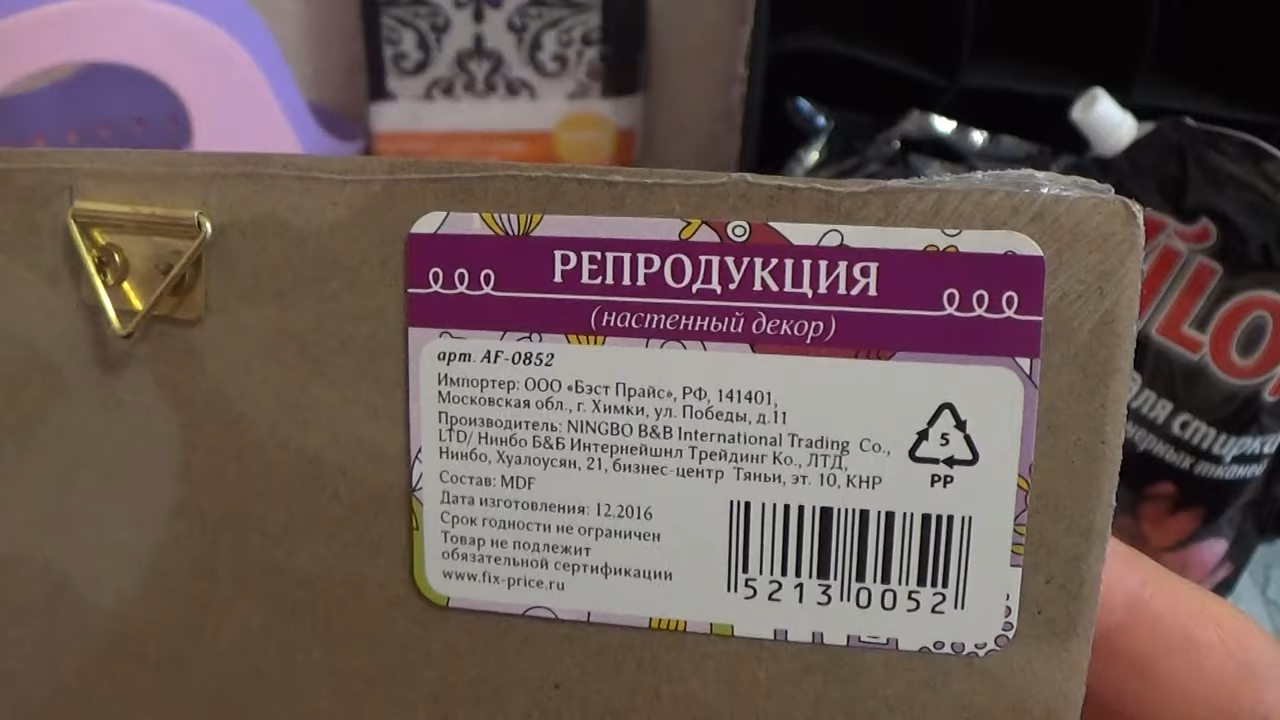 РЕПРОДУКЦИЯ
(настенный декор)
арт. AF-0852
Импортер: ООО «Бэст Прайс», РФ, 141401,
Московская обл., г. Химки, ул. Победы, д.11
Производитель: NINGBO B&B International Trading Co.,
LTD/ Нинбо Б&Б Интернейшнл Трейдинг Ко., ЛТД,
Нинбо, Хуалоусян, 21, бизнес-центр Тяньи, эт. 10, КНР
Состав: MDF
Дата изготовления: 12.2016
Срок годности не ограничен
Товар не подлежит
обязательной сертификации
www.fix-price.ru
5
PP
5213 0052
для стирки
черных тканей